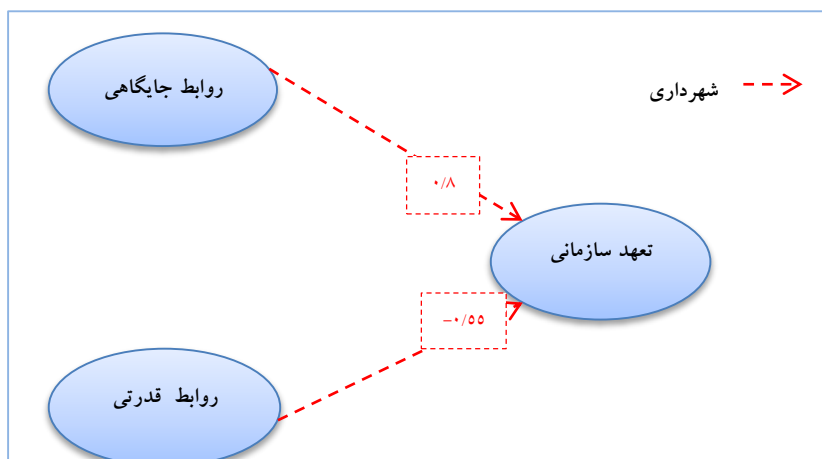 روابط جایگاهی
شهرداری
۰/۸
تعهد سازمانی
-۰/۵۵
روابط قدرتی